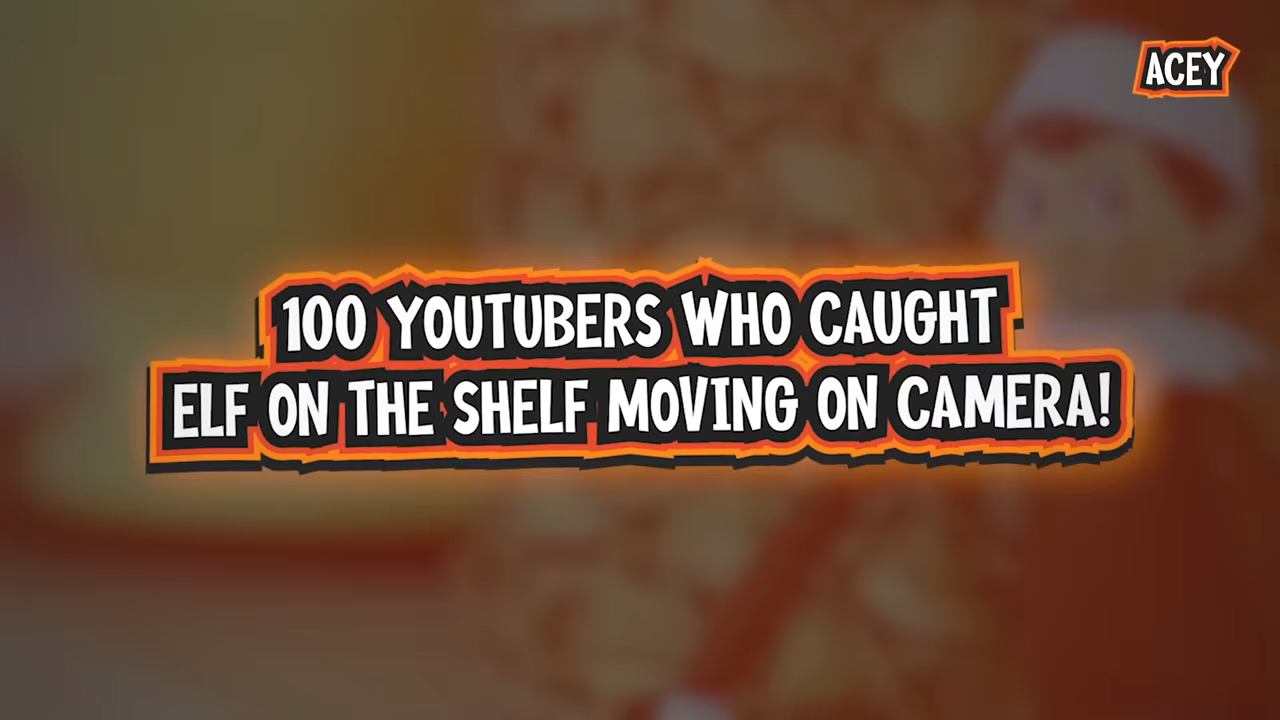 ACEY
100 YOUTUBERS WHO CAUGHT
ELF ON THE SHELF MOVING ON CAMERA!